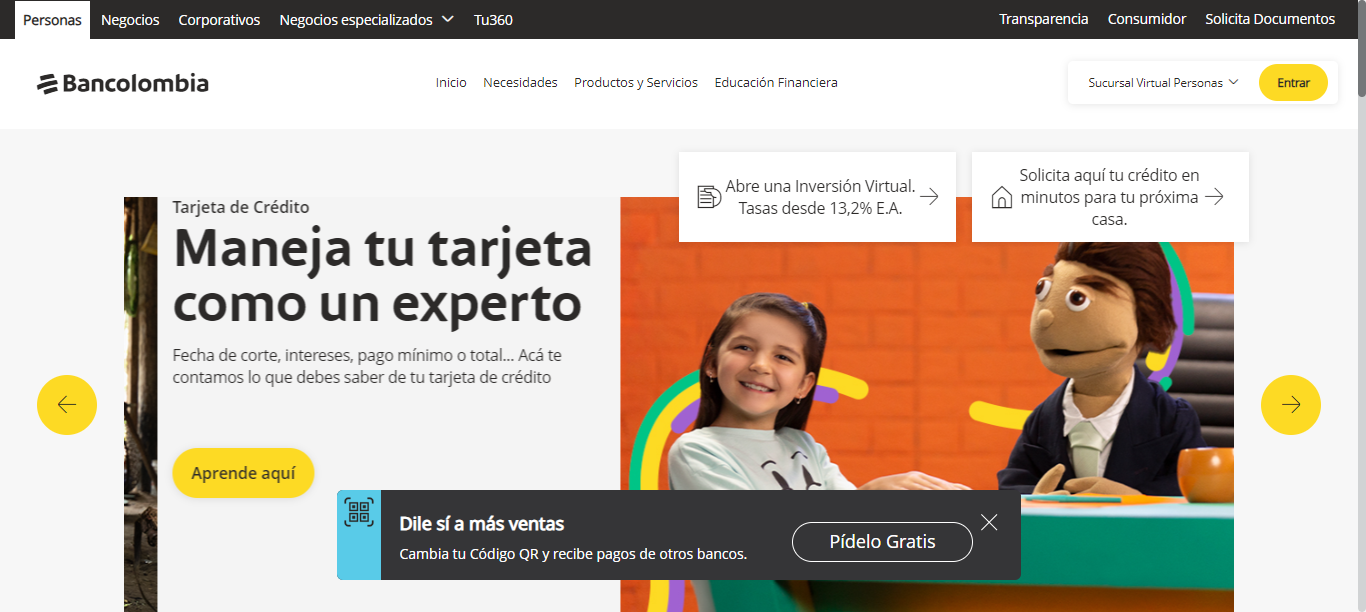 Personas Negocios Corporativos Negocios especializados Tu360 Transparencia Consumidor Solicita Documentos
Bancolombia Inicio Necesidades Productos y Servicios Educación Financiera Sucursal Virtual Personas Entrar
Abre una Inversión Virtual.
Tasas desde 13,2% E.A.
Solicita aquí tu crédito en
minutos para tu próxima
casa.
Tarjeta de Crédito
Maneja tu tarjeta
como un experto
Fecha de corte, intereses, pago mínimo o total... Acá te
contamos lo que debes saber de tu tarjeta de crédito
Aprende aquí
Dile sí a más ventas
Cambia tu Código QR y recibe pagos de otros bancos.
Pídelo Gratis